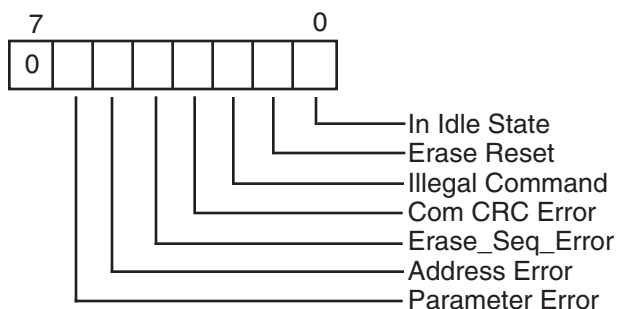 7 0
0
In Idle State
Erase Reset
Illegal Command
Com CRC Error
Erase_Seq_Error
Address Error
Parameter Error